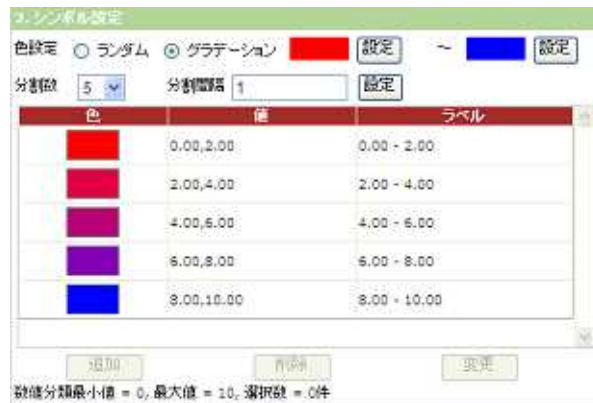 3.シンボル設定
色設定 ランダム グラデーション 設定 ~ 設定
分割数 5 分割間隔 1 設定
色 値 ラベル
0.00,2.00 0.00 - 2.00
2.00,4.00 2.00 - 4.00
4.00,6.00 4.00 - 6.00
6.00,8.00 6.00 - 8.00
8.00,10.00 8.00 - 10.00
追加 削除 変更
数値分類最小値 = 0, 最大値 = 10, 選択数 = 0件